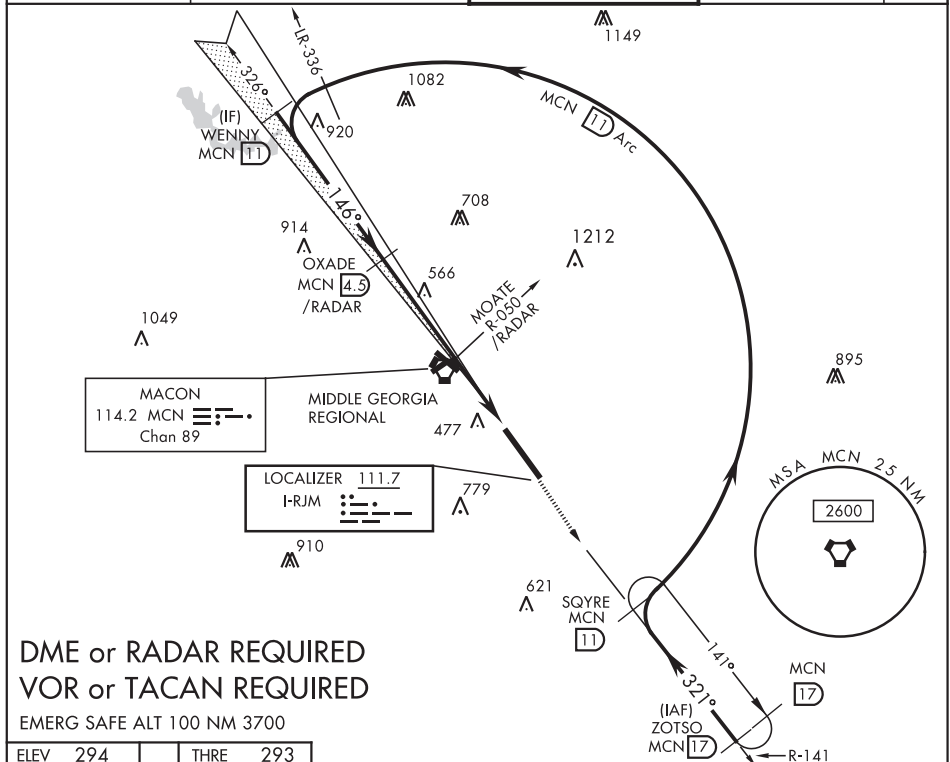 1149
LR-336
1082
326°
(IF)
WENNY
MCN 11
920
MCN 11 Arc
146°
708
914
1212
OXADE
MCN 4.5
/RADAR
566
MOATE
R-050
/RADAR
1049
895
MACON
114.2 MCN
Chan 89
MIDDLE GEORGIA
REGIONAL
477
MSA MCN 25 NM
2600
LOCALIZER 111.7
I-RJM
779
910
621
SQYRE
MCN
11
141°
321°
MCN
17
(IAF)
ZOTSO
MCN 17
R-141
DME or RADAR REQUIRED
VOR or TACAN REQUIRED
EMERG SAFE ALT 100 NM 3700
ELEV 294
THRE 293